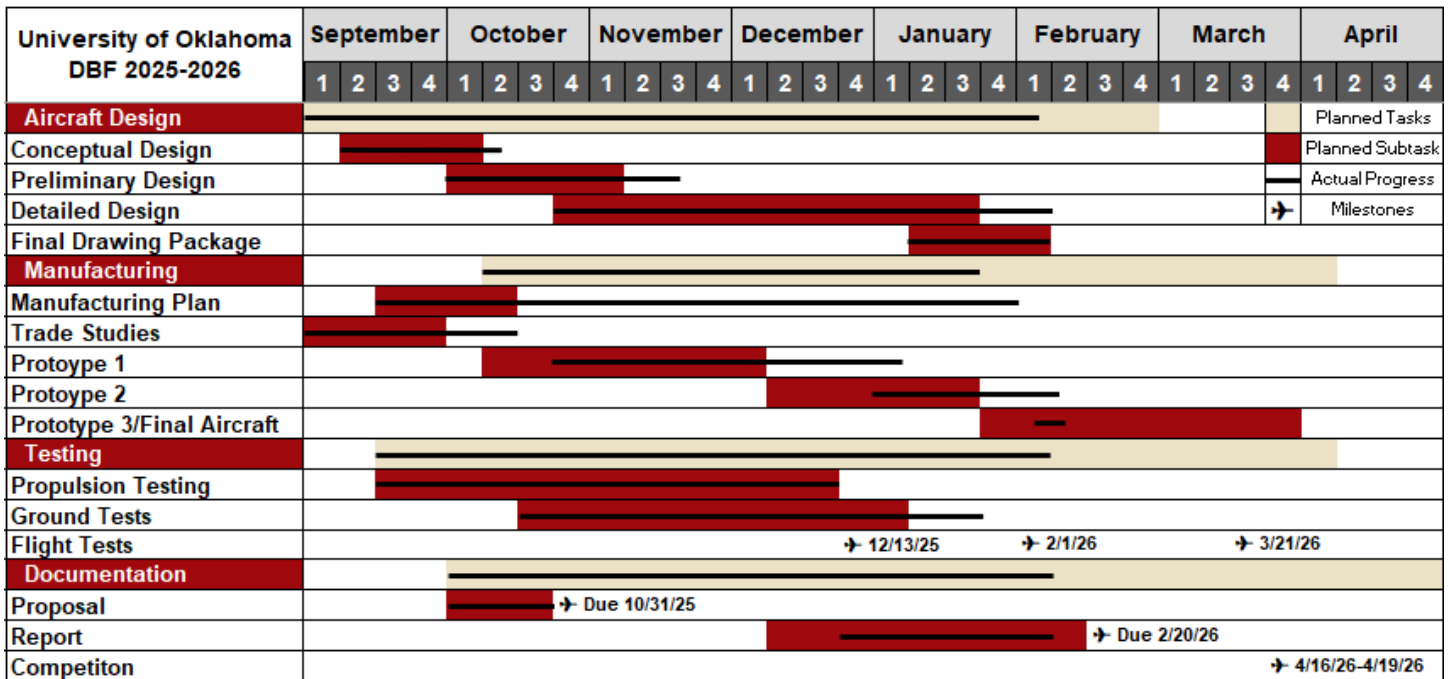 University of Oklahoma
DBF 2025-2026
September October November December January February March April
1 2 3 4 1 2 3 4 1 2 3 4 1 2 3 4 1 2 3 4 1 2 3 4 1 2 3 4 1 2 3 4
Aircraft Design
Planned Tasks
Conceptual Design
Planned Subtask
Preliminary Design
Actual Progress
Detailed Design
Milestones
Final Drawing Package
Manufacturing
Manufacturing Plan
Trade Studies
Protoype 1
Protoype 2
Prototype 3/Final Aircraft
Testing
Propulsion Testing
Ground Tests
Flight Tests 12/13/25 2/1/26 3/21/26
Documentation
Proposal Due 10/31/25
Report Due 2/20/26
Competiton 4/16/26-4/19/26